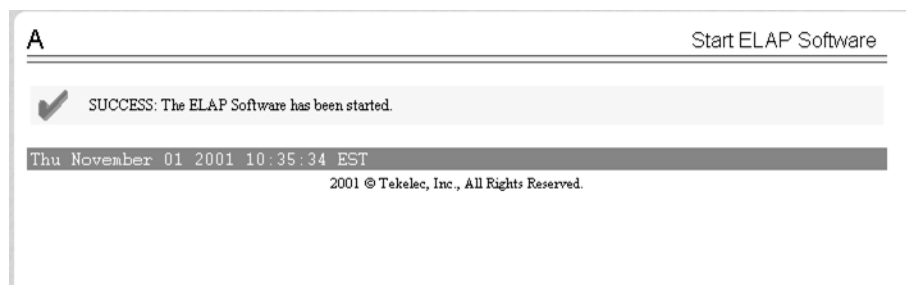 A
Start ELAP Software
SUCCESS: The ELAP Software has been started.
Thu November 01 2001 10:35:34 EST
2001 © Tekelec, Inc., All Rights Reserved.